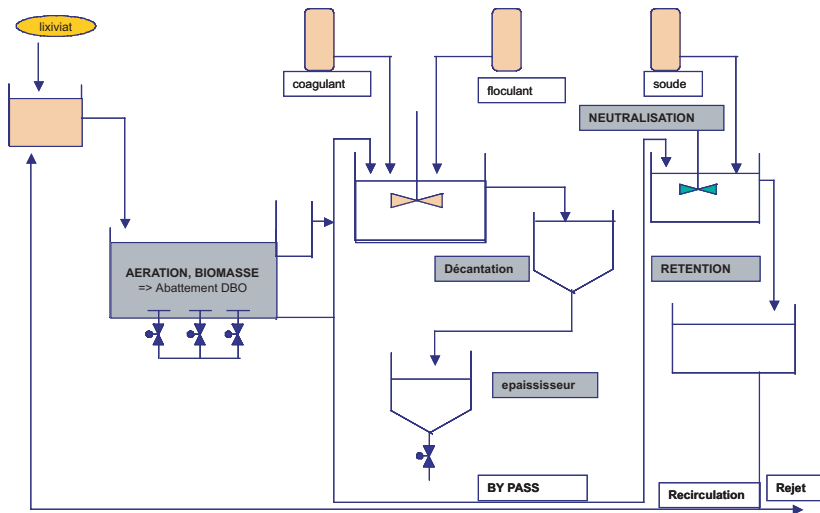 lixiviat
coagulant
floculant
soude
NEUTRALISATION
AERATION, BIOMASSE
=> Abattement DBO
Décantation
RETENTION
epaississeur
BY PASS
Recirculation
Rejet